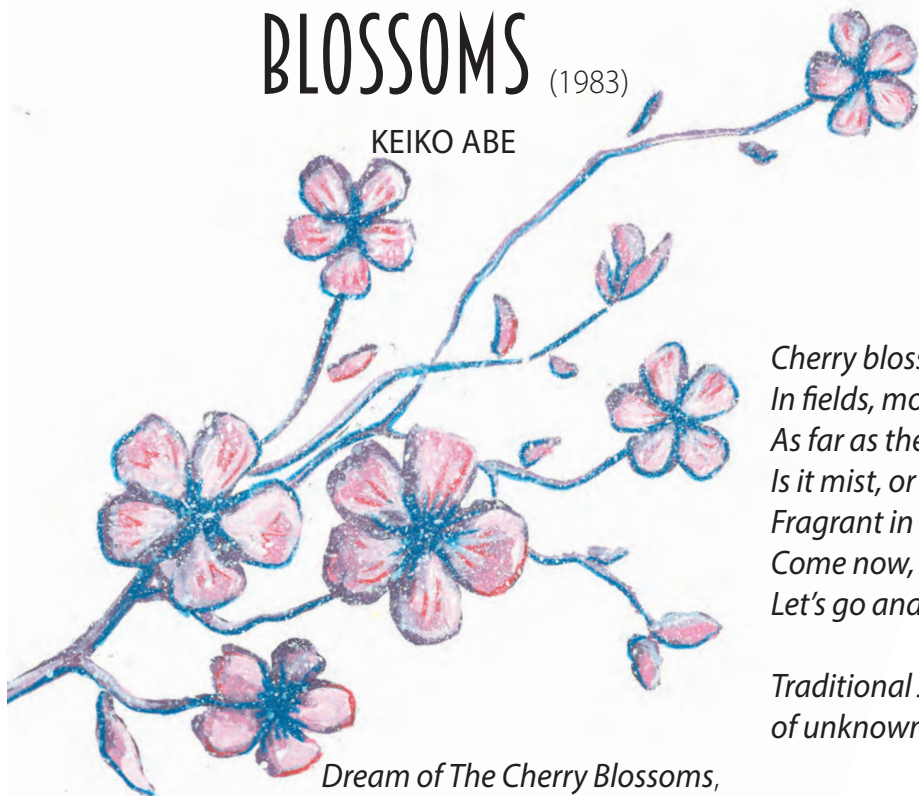 BLOSSOMS (1983)
KEIKO ABE
Cherry
In fields,
As far as the
Is it mist, or
Fragrant in
Come now,
Let's go and
Traditional
of unknown
Dream of The Cherry Blossoms,